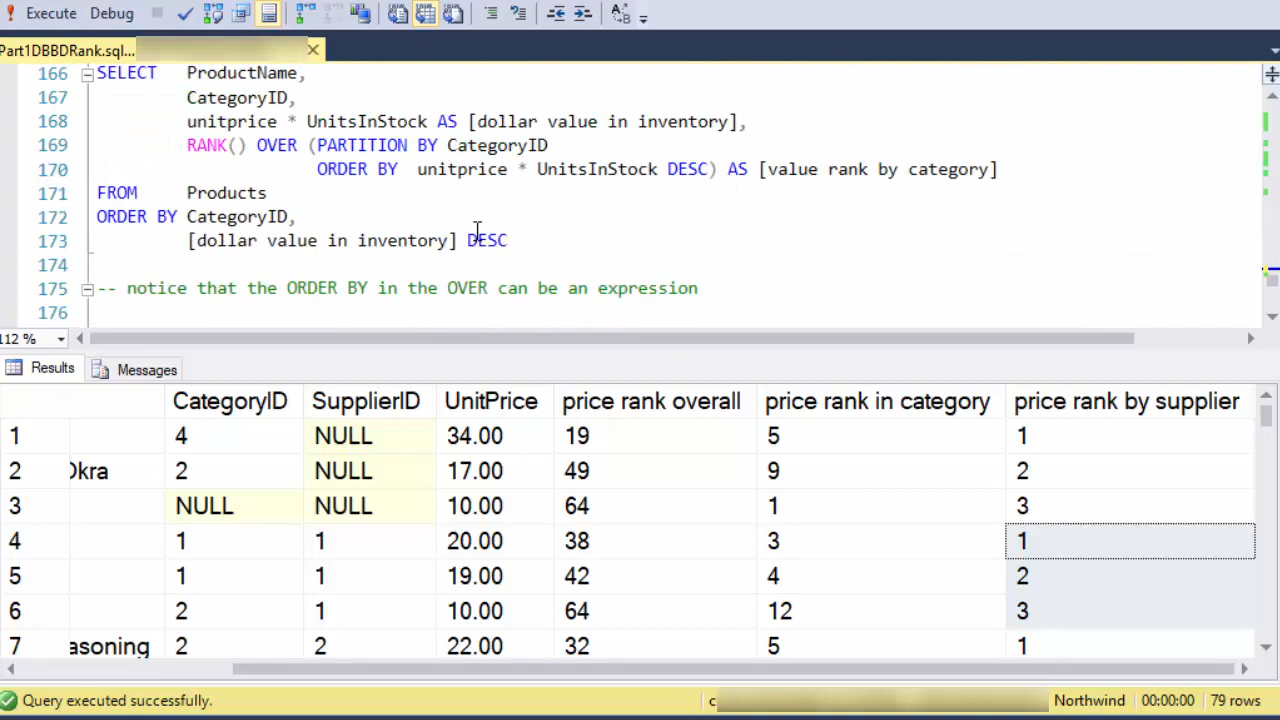 Execute Debug
Part1DBBDRank.sql...
166 SELECT ProductName,
167 CategoryID,
168 unitprice * UnitsInStock AS [dollar value in inventory],
169 RANK() OVER (PARTITION BY CategoryID
170 ORDER BY unitprice * UnitsInStock DESC) AS [value rank by category]
171 FROM Products
172 ORDER BY CategoryID,
173 [dollar value in inventory] DESC
174
175 -- notice that the ORDER BY in the OVER can be an expression
176
112 %
Results Messages
CategoryID SupplierID UnitPrice price rank overall price rank in category price rank by supplier
1 4 NULL 34.00 19 5 1
2 Okra 2 NULL 17.00 49 9 2
3 NULL NULL 10.00 64 1 3
4 1 1 20.00 38 3 1
5 1 1 19.00 42 4 2
6 2 1 10.00 64 12 3
7 asoning 2 2 22.00 32 5 1
Query executed successfully. c Northwind 00:00:00 79 rows